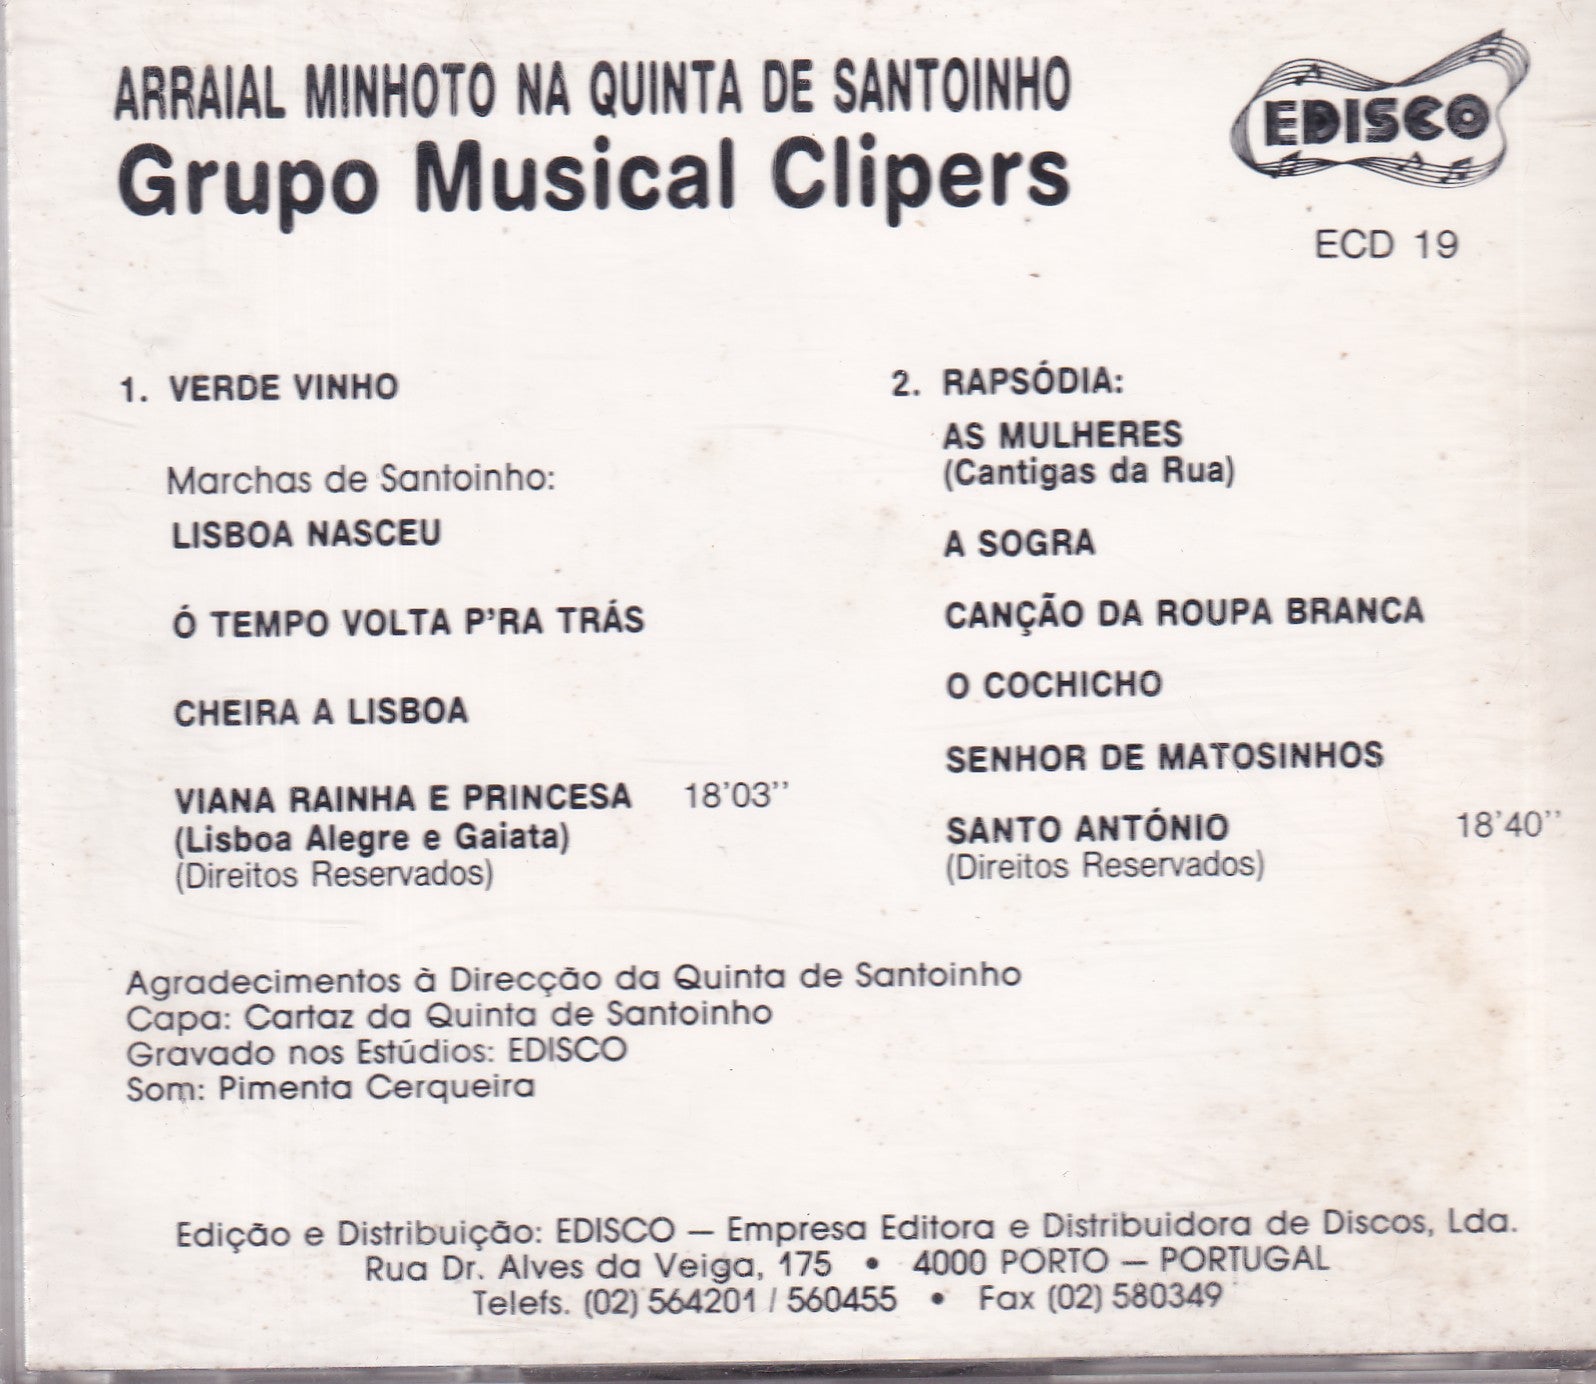 ARRAIAL MINHOTO NA QUINTA DE SANTOINHO
Grupo Musical Clipers
EDISCO
ECD 19
1. VERDE VINHO
Marchas de Santoinho:
LISBOA NASCEU
Ó TEMPO VOLTA P'RA TRÁS
CHEIRA A LISBOA
VIANA RAINHA E PRINCESA 18'03''
(Lisboa Alegre e Gaiata)
(Direitos Reservados)
2. RAPSÓDIA:
AS MULHERES
(Cantigas da Rua)
A SOGRA
CANÇÃO DA ROUPA BRANCA
O COCHICHO
SENHOR DE MATOSINHOS
SANTO ANTÓNIO 18'40''
(Direitos Reservados)
Agradecimentos à Direcção da Quinta de Santoinho
Capa: Cartaz da Quinta de Santoinho
Gravado nos Estúdios: EDISCO
Som: Pimenta Cerqueira
Edição e Distribuição: EDISCO — Empresa Editora e Distribuidora de Discos, Lda.
Rua Dr. Alves da Veiga, 175 • 4000 PORTO — PORTUGAL
Telefs. (02) 564201 / 560455 • Fax (02) 580349